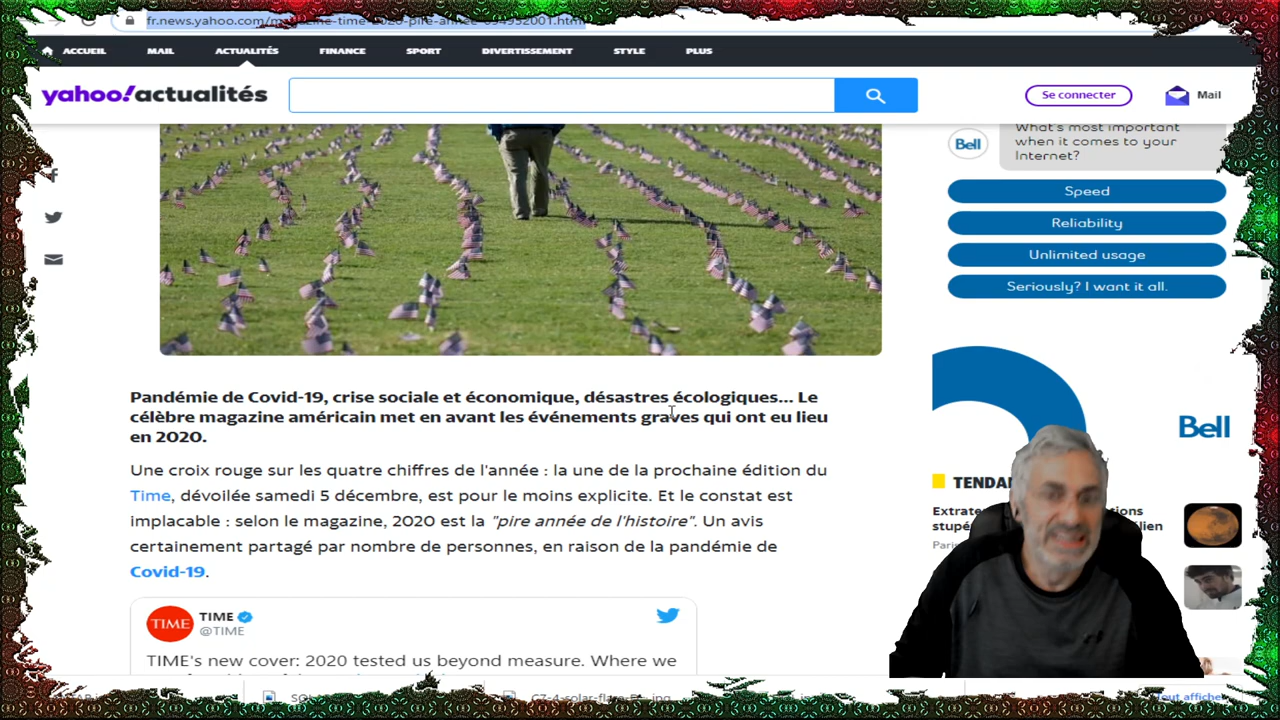 fr.news.yahoo.com/
ACCUEIL MAIL ACTUALITÉS FINANCE SPORT DIVERTISSEMENT STYLE PLUS
yahoo!actualités
Se connecter
Mail
What's most important
when it comes to your
Internet?
Bell
Speed
Reliability
Unlimited usage
Seriously? I want it all.
Bell
Pandémie de Covid-19, crise sociale et économique, désastres écologiques... Le
célèbre magazine américain met en avant les événements graves qui ont eu lieu
en 2020.
Une croix rouge sur les quatre chiffres de l'année : la une de la prochaine édition du
Time, dévoilée samedi 5 décembre, est pour le moins explicite. Et le constat est
implacable : selon le magazine, 2020 est la "pire année de l'histoire". Un avis
certainement partagé par nombre de personnes, en raison de la pandémie de
Covid-19.
TIME
TIME
@TIME
TIME's new cover: 2020 tested us beyond measure. Where we